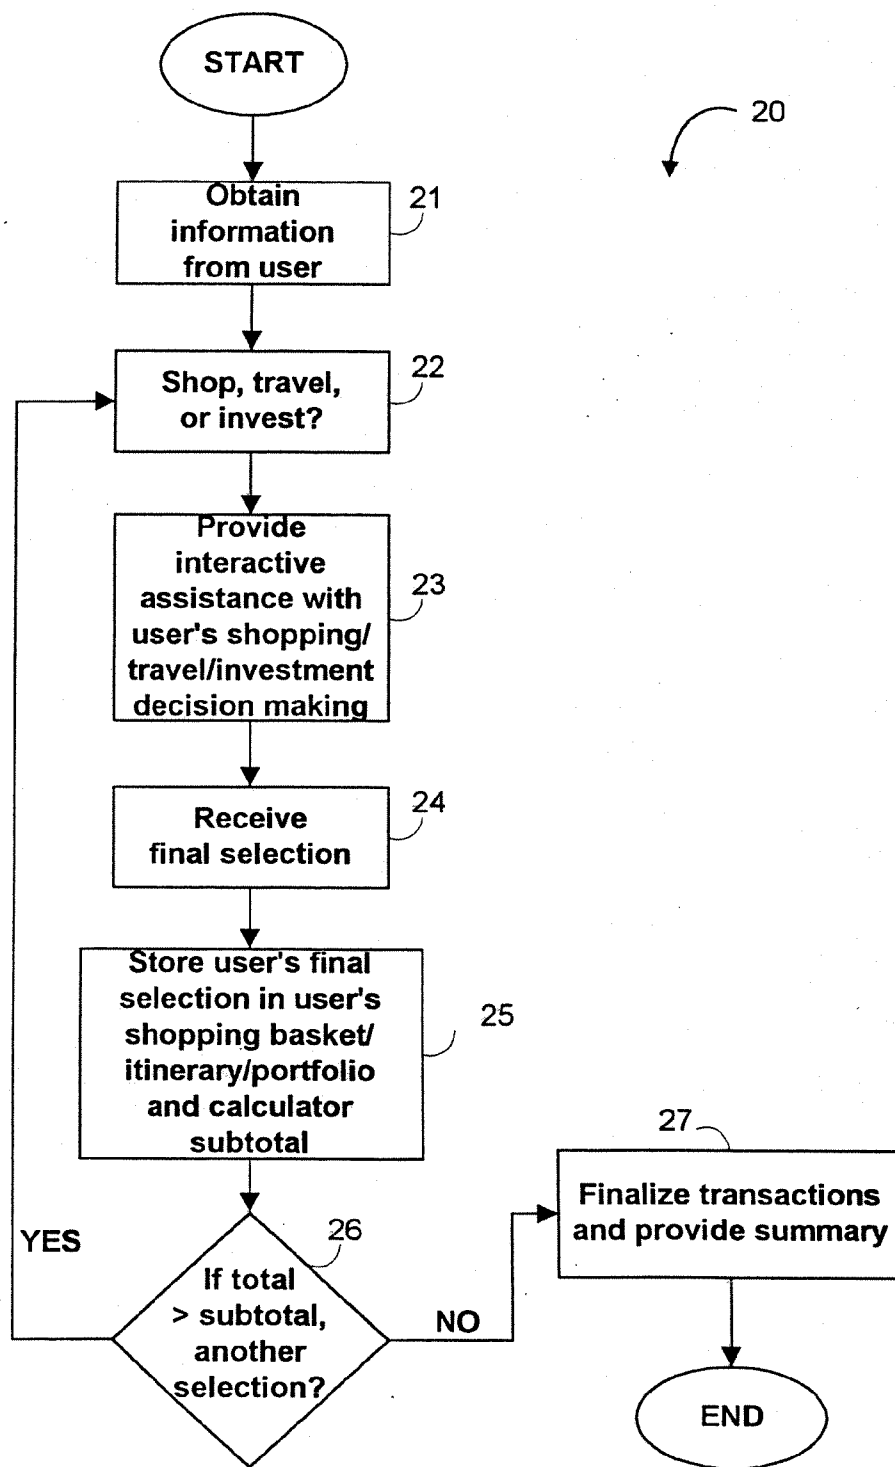 START
20
Obtain
information
from user
21
Shop, travel,
or invest?
22
Provide
interactive
assistance with
user's shopping/
travel/investment
decision making
23
Receive
final selection
24
Store user's final
selection in user's
shopping basket/
itinerary/portfolio
and calculator
subtotal
25
If total
> subtotal,
another
selection?
26
YES
NO
27
Finalize transactions
and provide summary
END